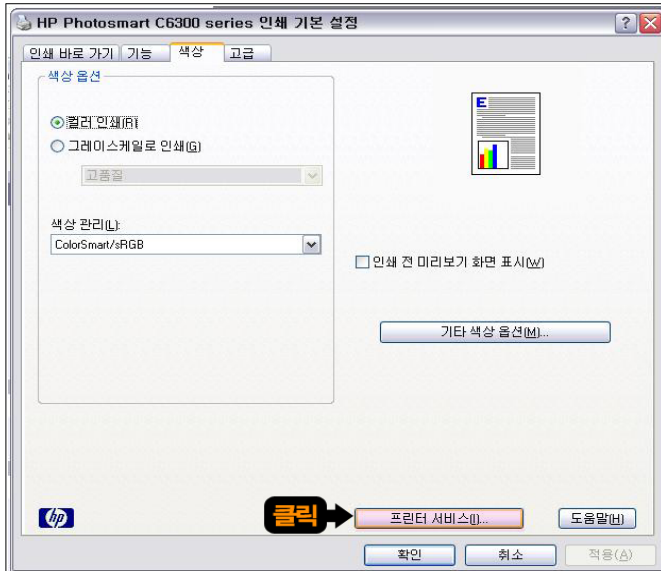 HP Photosmart C6300 series 인쇄 기본 설정
인쇄 바로 가기 기능 색상 고급
색상 옵션
컬러 인쇄(R)
그레이스케일로 인쇄(G)
고품질
색상 관리(L):
ColorSmart/sRGB
E
인쇄 전 미리보기 화면 표시(W)
기타 색상 옵션(M)...
hp
클릭
프린터 서비스(I)...
도움말(H)
확인 취소 적용(A)